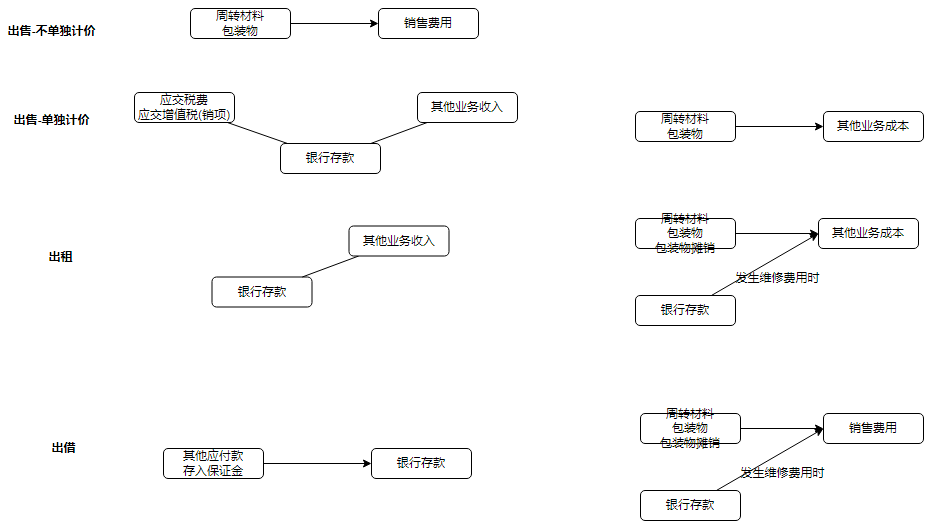 出售-不单独计价
周转材料
包装物
销售费用
出售-单独计价
应交税费
应交增值税(销项)
其他业务收入
银行存款
周转材料
包装物
其他业务成本
出租
其他业务收入
银行存款
周转材料
包装物
包装物摊销
其他业务成本
发生维修费用时
银行存款
出借
其他应付款
存入保证金
银行存款
周转材料
包装物
包装物摊销
销售费用
发生维修费用时
银行存款